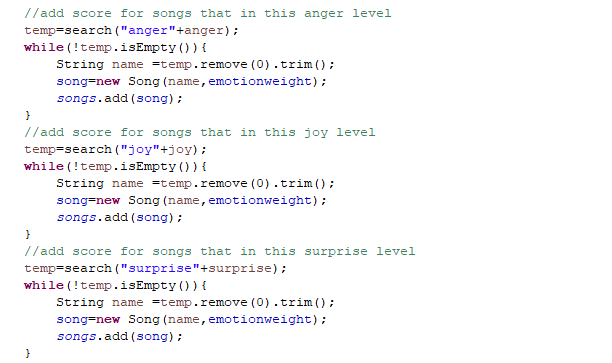 //add score for songs that in this anger level
temp=search("anger"+anger);
while(!temp.isEmpty()){
    String name =temp.remove(0).trim();
    song=new Song(name,emotionweight);
    songs.add(song);
}
//add score for songs that in this joy level
temp=search("joy"+joy);
while(!temp.isEmpty()){
    String name =temp.remove(0).trim();
    song=new Song(name,emotionweight);
    songs.add(song);
}
//add score for songs that in this surprise level
temp=search("surprise"+surprise);
while(!temp.isEmpty()){
    String name =temp.remove(0).trim();
    song=new Song(name,emotionweight);
    songs.add(song);
}